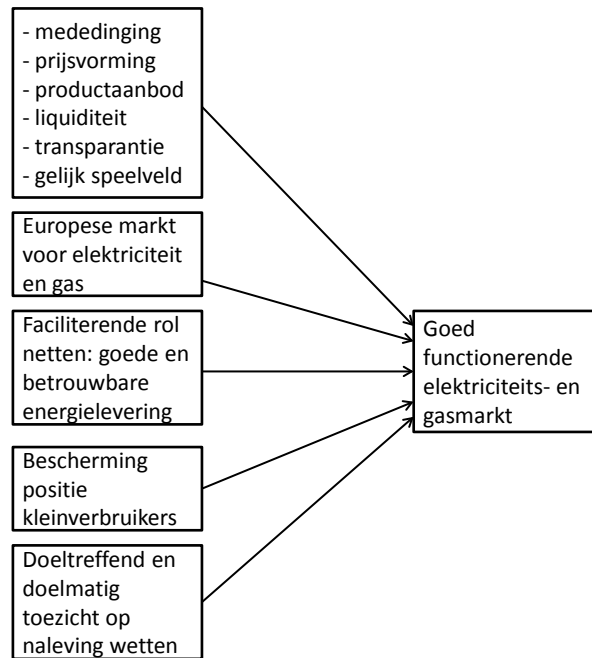 - mededinging
- prijsvorming
- productaanbod
- liquiditeit
- transparantie
- gelijk speelveld
Europese markt
voor elektriciteit
en gas
Faciliterende rol
netten: goede en
betrouwbare
energielevering
Bescherming
positie
kleinverbruikers
Doeltreffend en
doelmatig
toezicht op
naleving wetten
Goed
functionerende
elektriciteits- en
gasmarkt